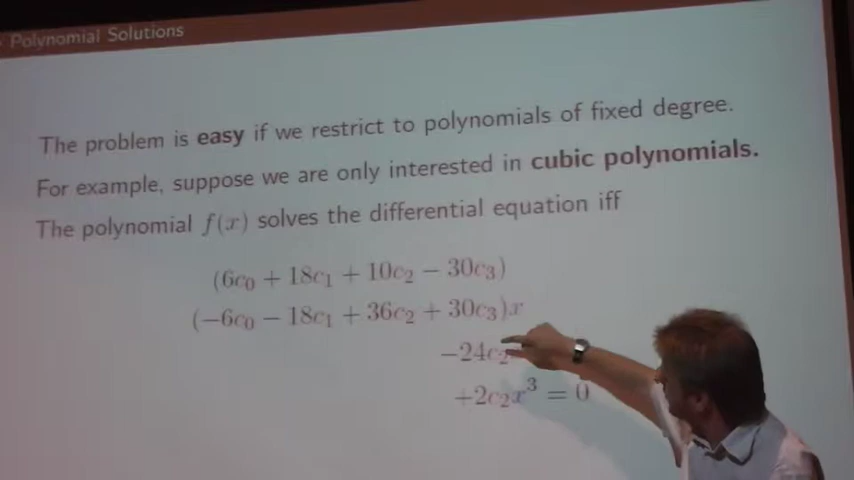 Polynomial Solutions
The problem is easy if we restrict to polynomials of fixed degree.
For example, suppose we are only interested in cubic polynomials.
The polynomial f(x) solves the differential equation iff
(6c₀ + 18c₁ + 10c₂ − 30c₃)
(−6c₀ − 18c₁ + 36c₂ + 30c₃)x
−24c₂
+2c₂x³ = 0